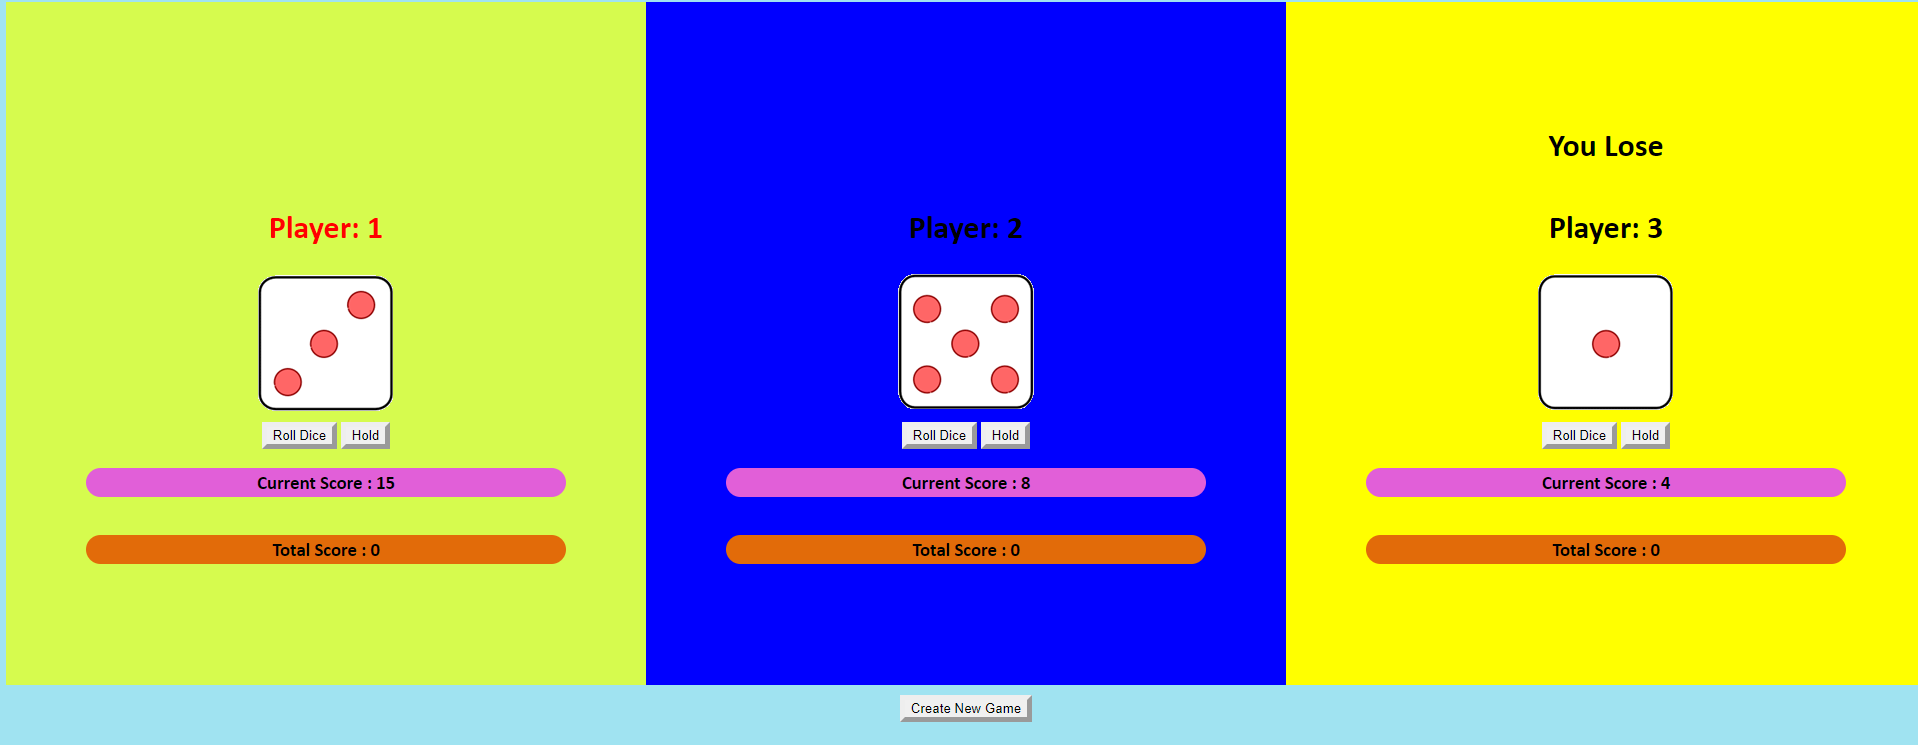 You Lose
Player: 1
Player: 2
Player: 3
Roll Dice
Hold
Roll Dice
Hold
Roll Dice
Hold
Current Score : 15
Current Score : 8
Current Score : 4
Total Score : 0
Total Score : 0
Total Score : 0
Create New Game